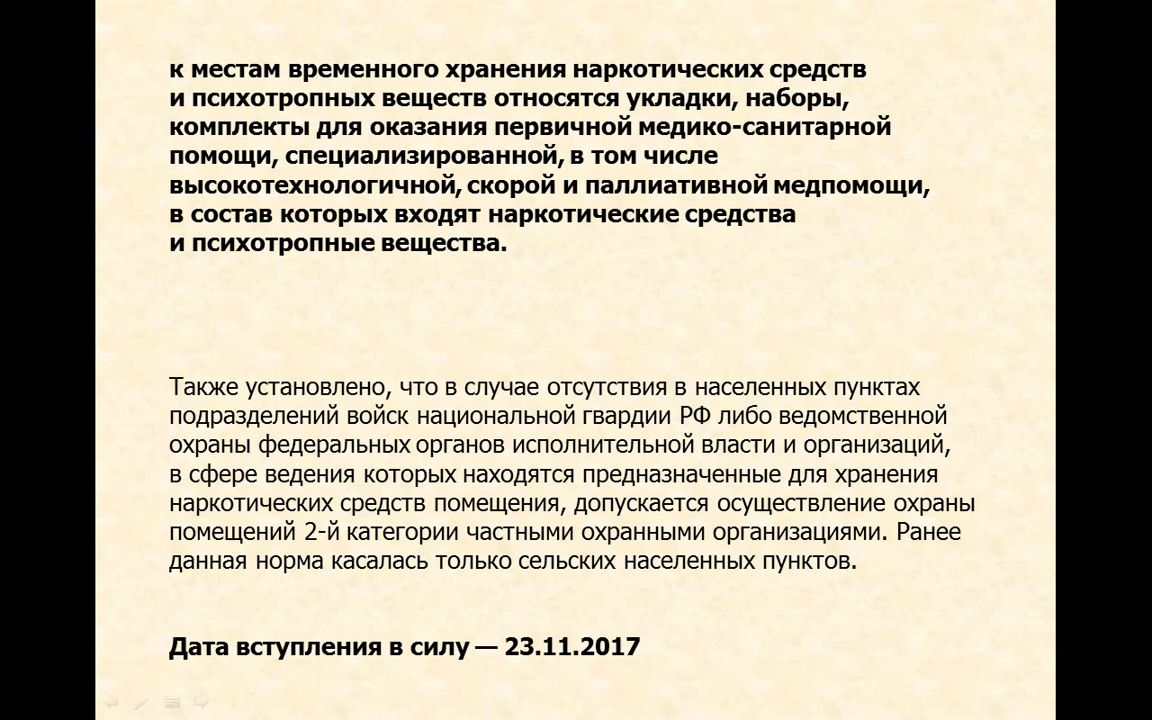 к местам временного хранения наркотических средств
и психотропных веществ относятся укладки, наборы,
комплекты для оказания первичной медико-санитарной
помощи, специализированной, в том числе
высокотехнологичной, скорой и паллиативной медпомощи,
в состав которых входят наркотические средства
и психотропные вещества.
Также установлено, что в случае отсутствия в населенных пунктах
подразделений войск национальной гвардии РФ либо ведомственной
охраны федеральных органов исполнительной власти и организаций,
в сфере ведения которых находятся предназначенные для хранения
наркотических средств помещения, допускается осуществление охраны
помещений 2-й категории частными охранными организациями. Ранее
данная норма касалась только сельских населенных пунктов.
Дата вступления в силу — 23.11.2017